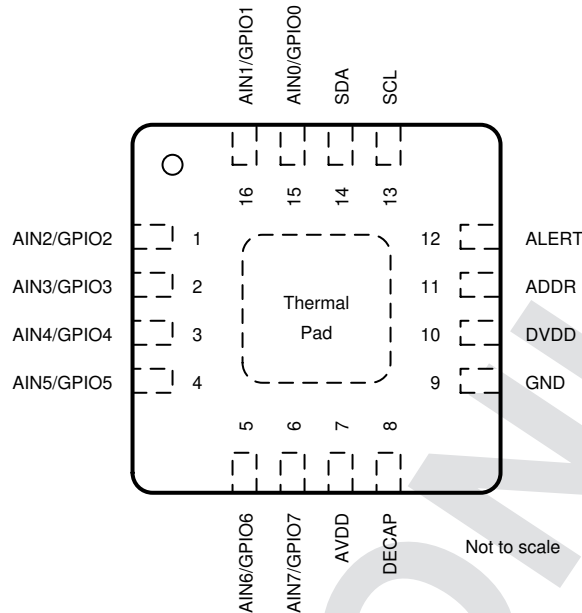 AIN1/GPIO1
AIN0/GPIO0
SDA
SCL
16
15
14
13
AIN2/GPIO2
1
12
ALERT
AIN3/GPIO3
2
11
ADDR
Thermal
Pad
AIN4/GPIO4
3
10
DVDD
AIN5/GPIO5
4
9
GND
5
6
7
8
AIN6/GPIO6
AIN7/GPIO7
AVDD
DECAP
Not to scale